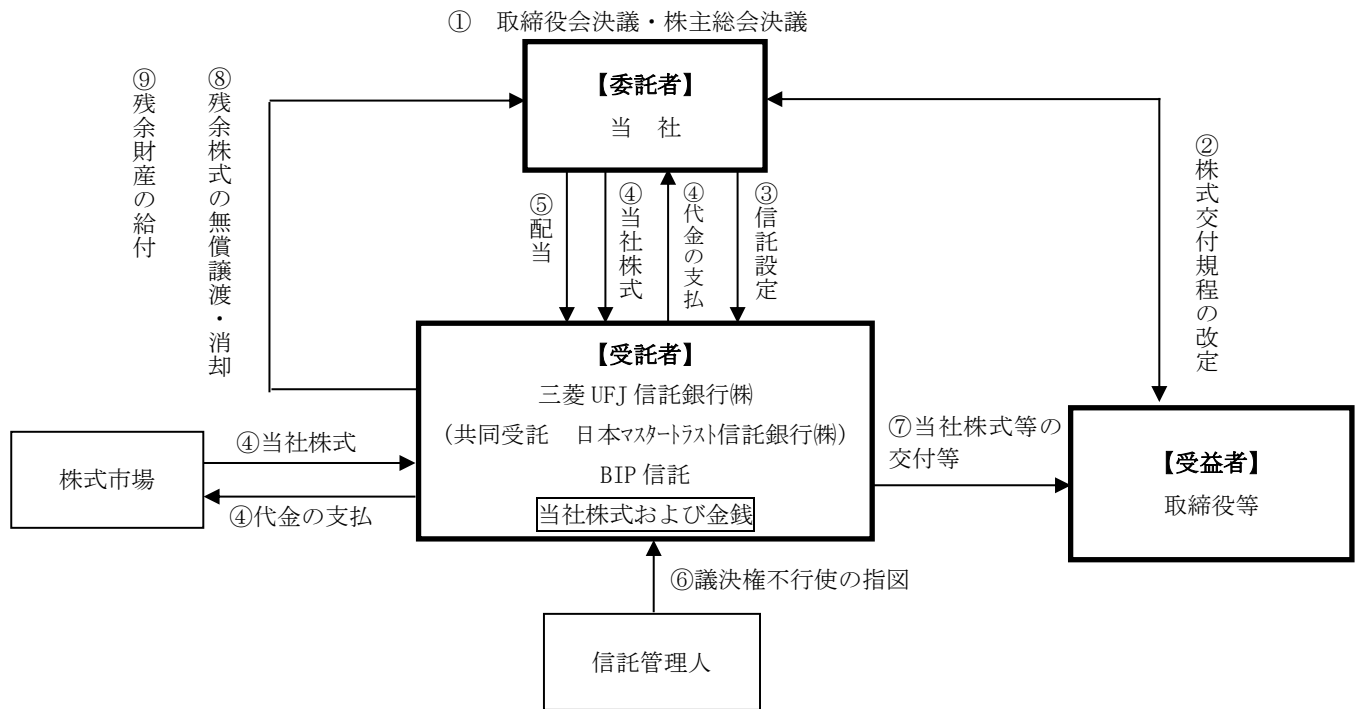 ① 取締役会決議・株主総会決議
【委託者】
当 社
⑨残余財産の給付
⑧残余株式の無償譲渡・消却
⑤配当
④当社株式
④代金の支払
③信託設定
②株式交付規程の改定
【受託者】
三菱 UFJ 信託銀行㈱
(共同受託 日本ﾏｽﾀｰﾄﾗｽﾄ信託銀行㈱)
BIP 信託
当社株式および金銭
株式市場
④当社株式
④代金の支払
⑦当社株式等の
交付等
【受益者】
取締役等
⑥議決権不行使の指図
信託管理人